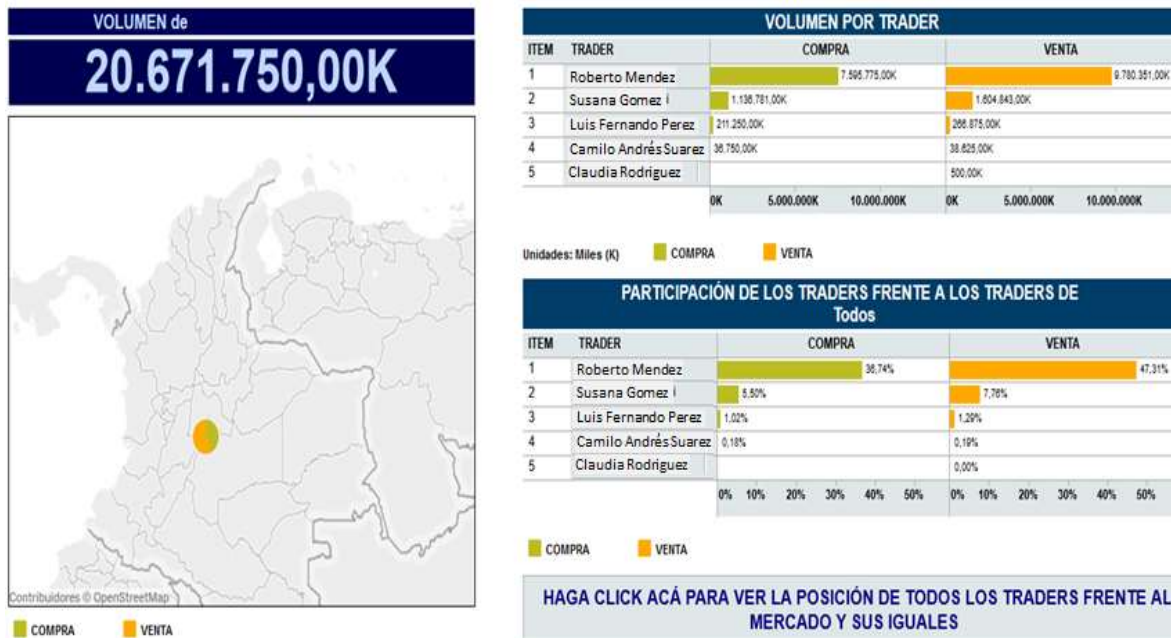 VOLUMEN de
20.671.750,00K
Contribuidores © OpenStreetMap
COMPRA VENTA
VOLUMEN POR TRADER
ITEM TRADER COMPRA VENTA
1 Roberto Mendez 7.595.775,00K 9.780.351,00K
2 Susana Gomez 1.136.781,00K 1.604.843,00K
3 Luis Fernando Perez 211.250,00K 266.875,00K
4 Camilo Andrés Suarez 36.750,00K 38.625,00K
5 Claudia Rodriguez 500,00K
0K 5.000.000K 10.000.000K 0K 5.000.000K 10.000.000K
Unidades: Miles (K) COMPRA VENTA
PARTICIPACIÓN DE LOS TRADERS FRENTE A LOS TRADERS DE
Todos
ITEM TRADER COMPRA VENTA
1 Roberto Mendez 36,74% 47,31%
2 Susana Gomez 5,50% 7,76%
3 Luis Fernando Perez 1,02% 1,29%
4 Camilo Andrés Suarez 0,18% 0,19%
5 Claudia Rodriguez 0,00%
0% 10% 20% 30% 40% 50% 0% 10% 20% 30% 40% 50%
COMPRA VENTA
HAGA CLICK ACÁ PARA VER LA POSICIÓN DE TODOS LOS TRADERS FRENTE AL
MERCADO Y SUS IGUALES